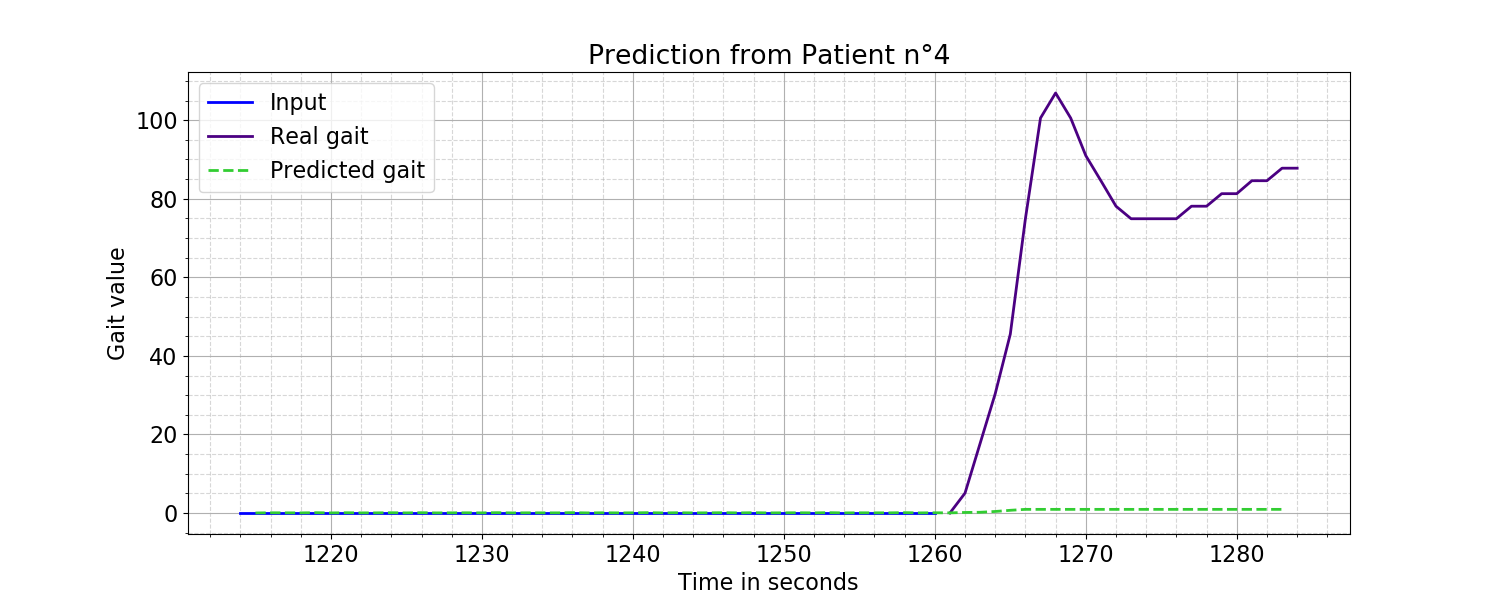 Prediction from Patient n°4
Input
Real gait
Predicted gait
Gait value
100
80
60
40
20
0
1220 1230 1240 1250 1260 1270 1280
Time in seconds